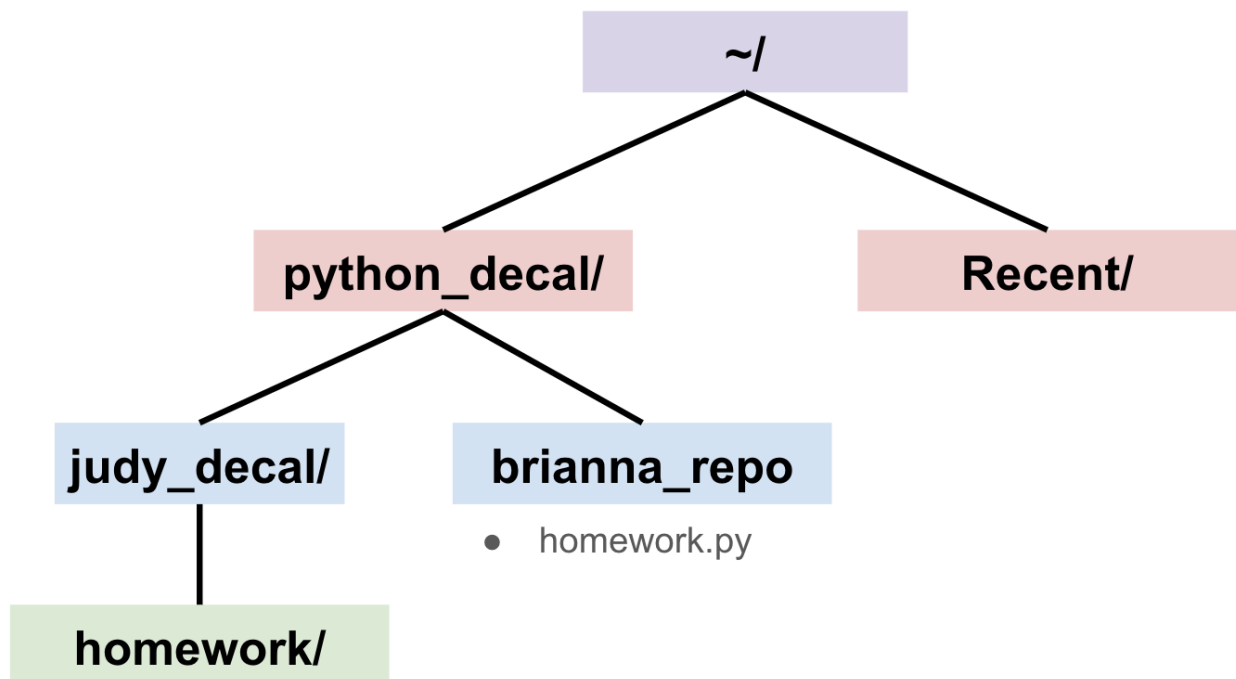 ~/
python_decal/
Recent/
judy_decal/
brianna_repo
● homework.py
homework/